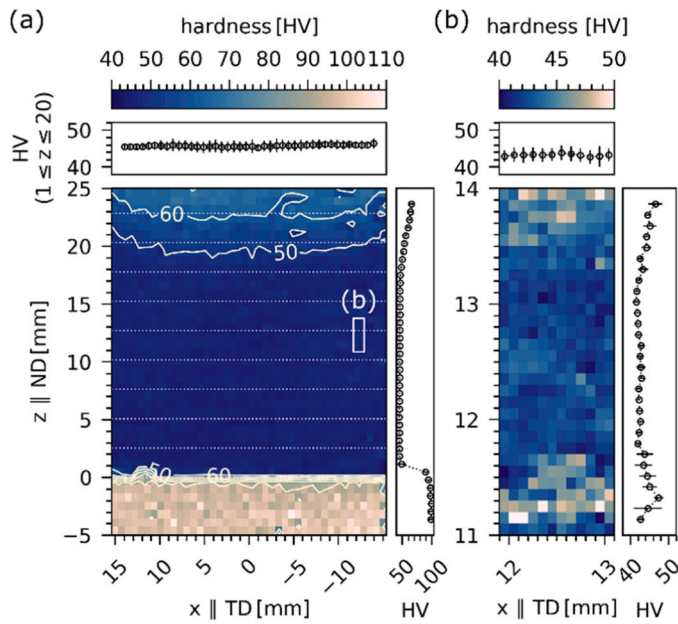 (a)
hardness [HV]
40 50 60 70 80 90 100 110
HV
(1 ≤ z ≤ 20)
50
40
25
20
15
10
5
0
−5
z ∥ ND [mm]
60
50
(b)
50
60
15 10 5 0 −5 −10
x ∥ TD [mm]
50 100
HV
(b)
hardness [HV]
40 45 50
50
40
14
13
12
11
12 13
x ∥ TD [mm]
40 50
HV